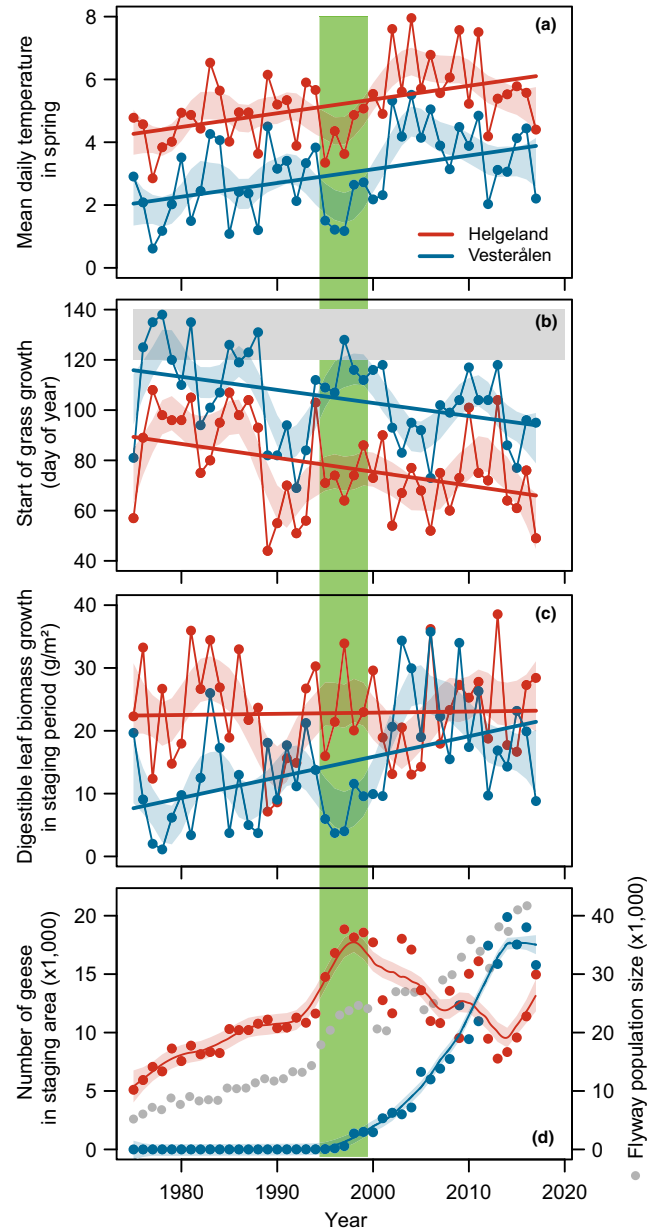 (a)
Mean daily temperature
in spring
8
6
4
2
0
Helgeland
Vesterålen
(b)
Start of grass growth
(day of year)
140
120
100
80
60
40
(c)
Digestible leaf biomass growth
in staging period (g/m²)
40
30
20
10
0
(d)
Number of geese
in staging area (x1,000)
20
15
10
5
0
40
30
20
10
0
Flyway population size (x1,000)
1980
1990
2000
2010
2020
Year